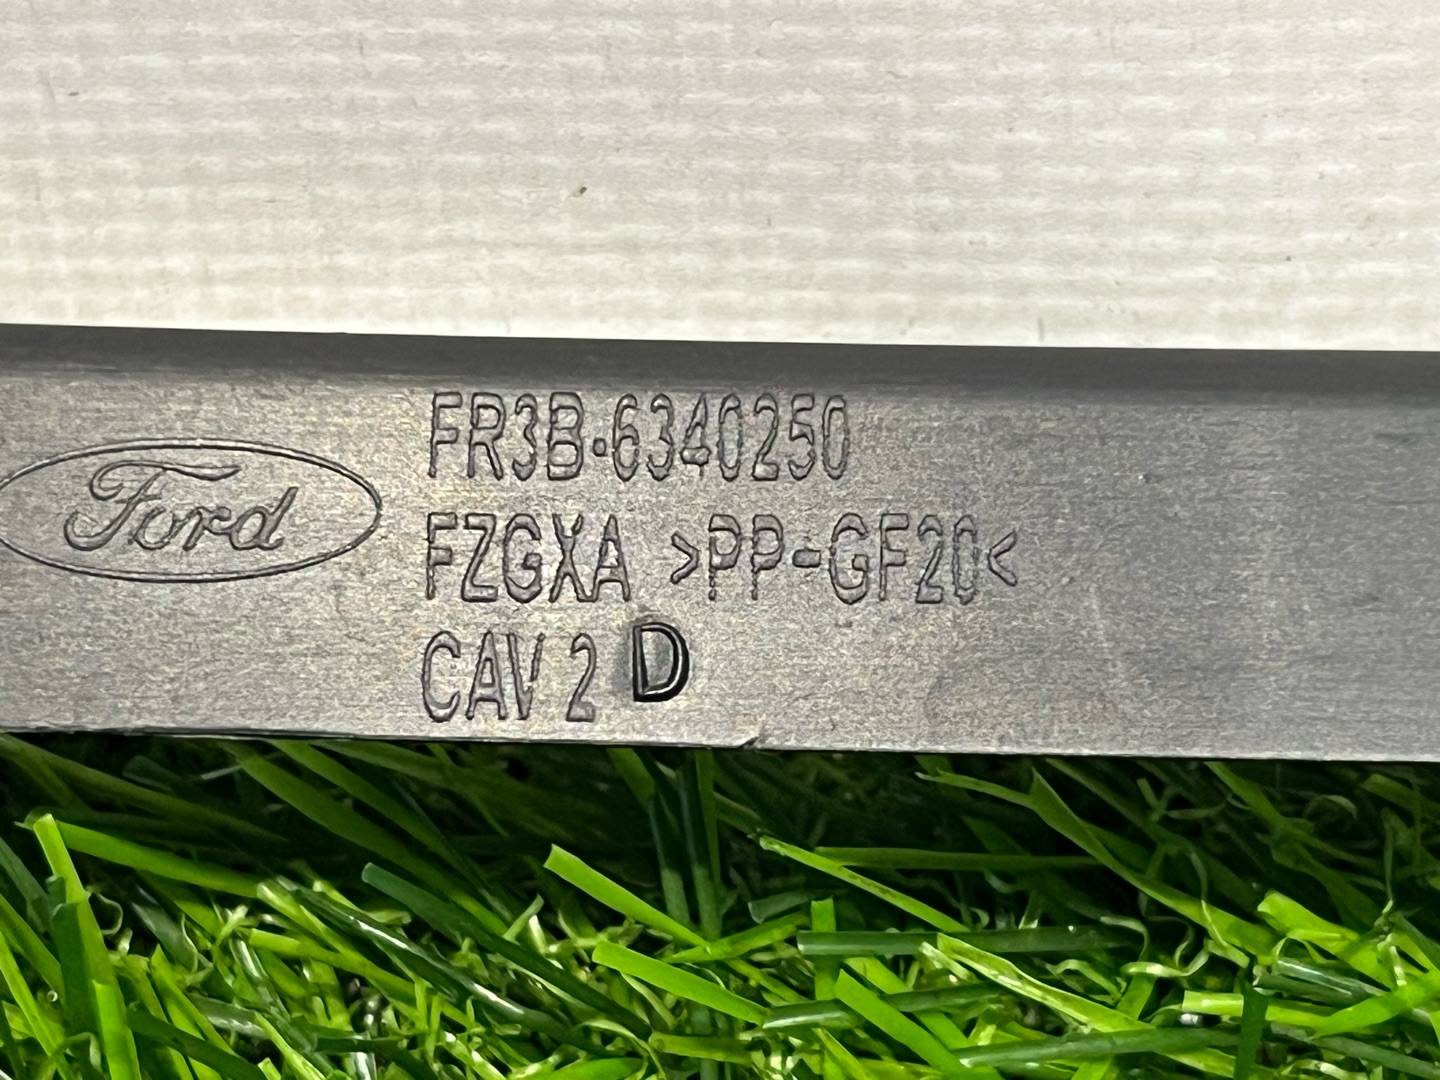 Ford
FR3B-6340250
FZGXA >PP-GF20<
CAV 2 D